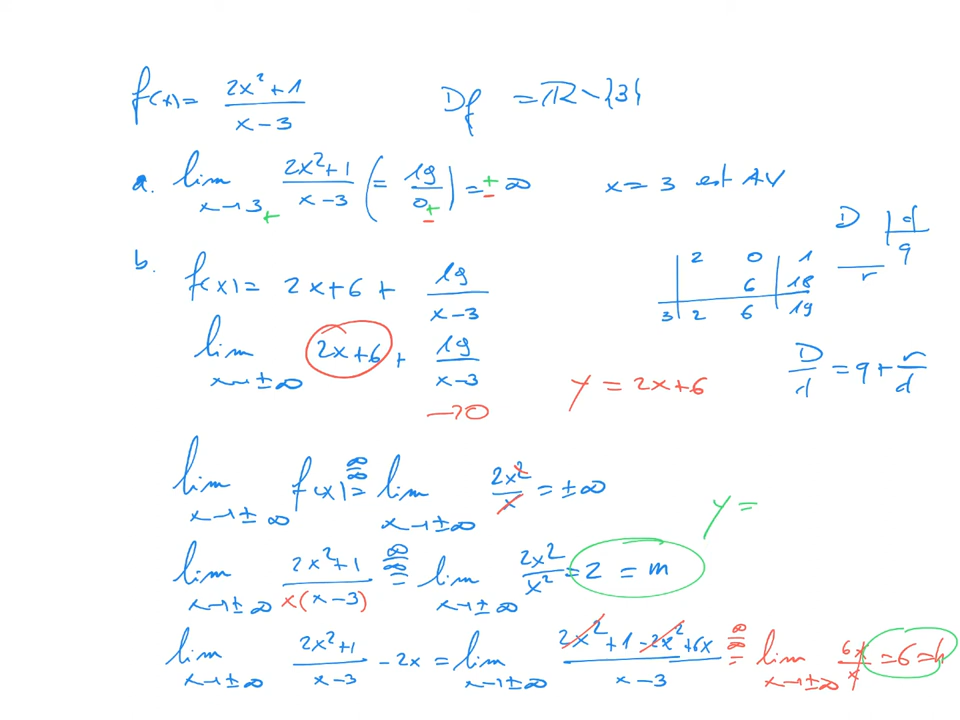 f(x) = (2x² + 1)/(x − 3)    Df = ℝ \ {3}
a. lim x→3₊ (2x² + 1)/(x − 3) (= 19/0±) = ± ∞    x = 3 est AV
D | d
r | q
b. f(x) = 2x + 6 + 19/(x − 3)
| 2 0 | 1
| 6 | 18
3 | 2 6 | 19
lim x→±∞ 2x + 6 + 19/(x − 3)
→ 0
y = 2x + 6
D/d = q + r/d
lim x→±∞ f(x) =^(∞/∞) lim x→±∞ 2x²/x = ±∞
y =
lim x→±∞ (2x² + 1)/(x(x − 3)) =^(∞/∞) lim x→±∞ 2x²/x² = 2 = m
lim x→±∞ (2x² + 1)/(x − 3) − 2x = lim x→±∞ (2x² + 1 − 2x² + 6x)/(x − 3) =^(∞/∞) lim x→±∞ 6x/x = 6 = h